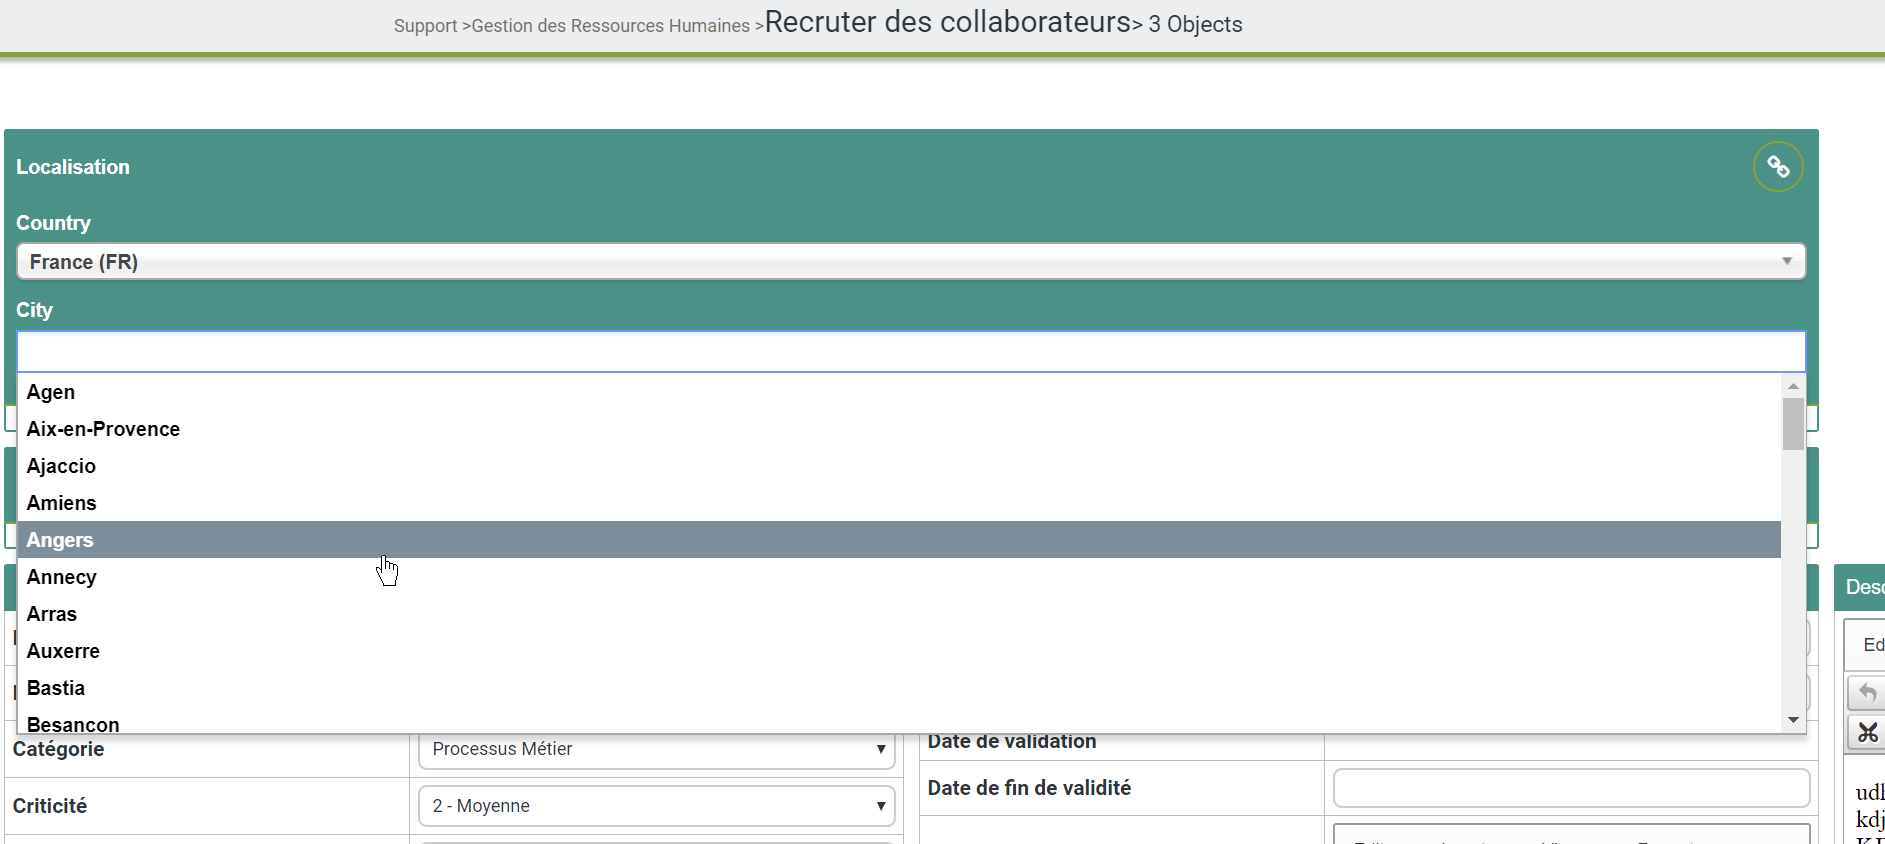 Support >Gestion des Ressources Humaines >Recruter des collaborateurs> 3 Objects
Localisation
Country
France (FR)
City
Agen
Aix-en-Provence
Ajaccio
Amiens
Angers
Annecy
Arras
Auxerre
Bastia
Besancon
Catégorie
Processus Métier
Date de validation
Criticité
2 - Moyenne
Date de fin de validité
Desc
Ed
udh
kdj